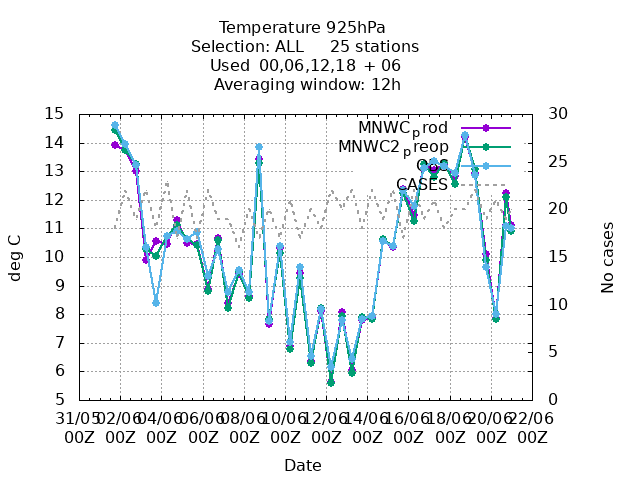 Temperature 925hPa
Selection: ALL     25 stations
Used  00,06,12,18 + 06
Averaging window: 12h
MNWCprod
MNWC2preop
OBS
CASES
15
14
13
12
11
10
9
8
7
6
5
30
25
20
15
10
5
0
deg C
No cases
31/05 02/06 04/06 06/06 08/06 10/06 12/06 14/06 16/06 18/06 20/06 22/06
00Z 00Z 00Z 00Z 00Z 00Z 00Z 00Z 00Z 00Z 00Z 00Z
Date